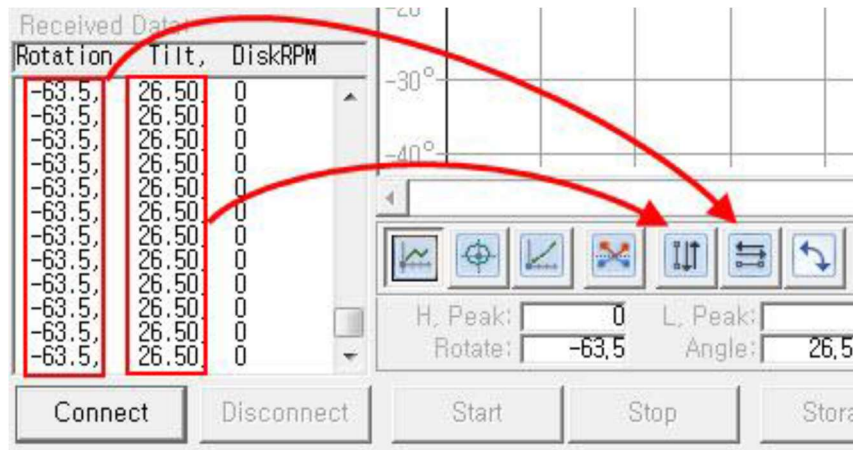 Received Data:
Rotation, Tilt, DiskRPM
-63.5, 26.50, 0
-63.5, 26.50, 0
-63.5, 26.50, 0
-63.5, 26.50, 0
-63.5, 26.50, 0
-63.5, 26.50, 0
-63.5, 26.50, 0
-63.5, 26.50, 0
-63.5, 26.50, 0
-63.5, 26.50, 0
-63.5, 26.50, 0
-63.5, 26.50, 0
-20
-30°
-40°
H, Peak: 0 L, Peak:
Rotate: -63,5 Angle: 26,5
Connect Disconnect Start Stop Stora